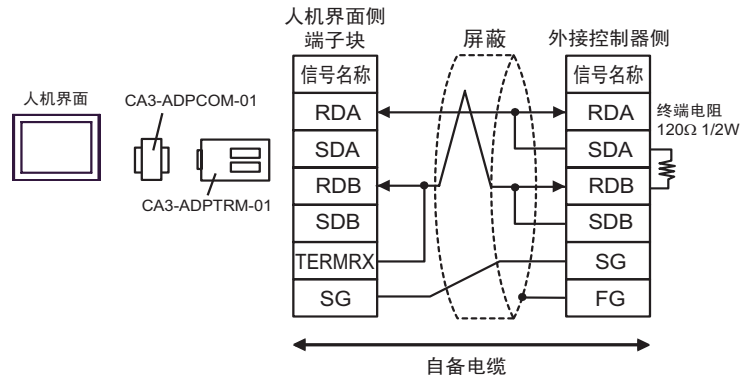 人机界面侧
端子块
屏蔽
外接控制器侧
人机界面
CA3-ADPCOM-01
CA3-ADPTRM-01
信号名称
RDA
SDA
RDB
SDB
TERMRX
SG
信号名称
RDA
SDA
RDB
SDB
SG
FG
终端电阻
120Ω 1/2W
自备电缆